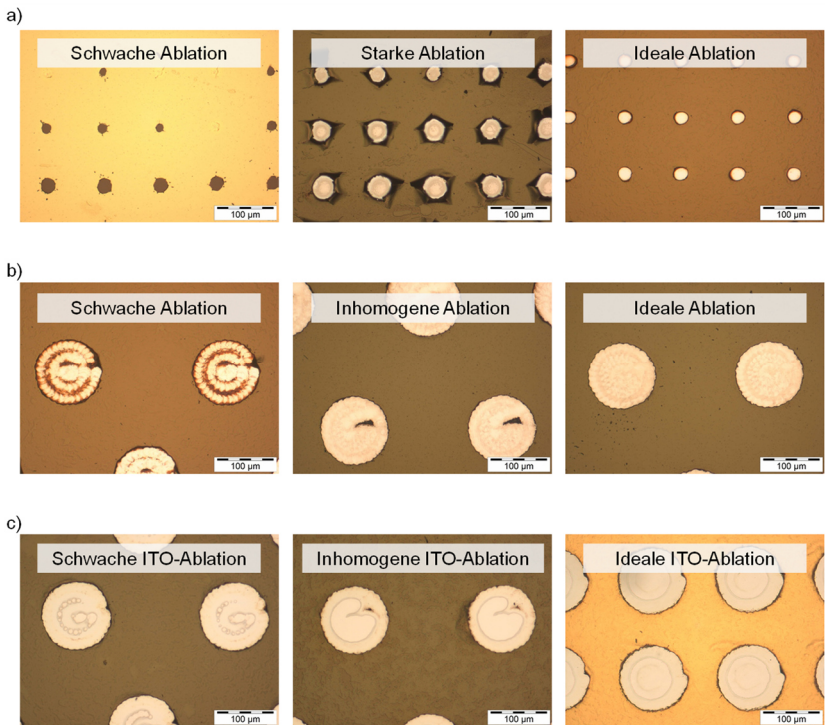 a)
Schwache Ablation
Starke Ablation
Ideale Ablation
100 µm
100 µm
100 µm
b)
Schwache Ablation
Inhomogene Ablation
Ideale Ablation
100 µm
100 µm
100 µm
c)
Schwache ITO-Ablation
Inhomogene ITO-Ablation
Ideale ITO-Ablation
100 µm
100 µm
100 µm